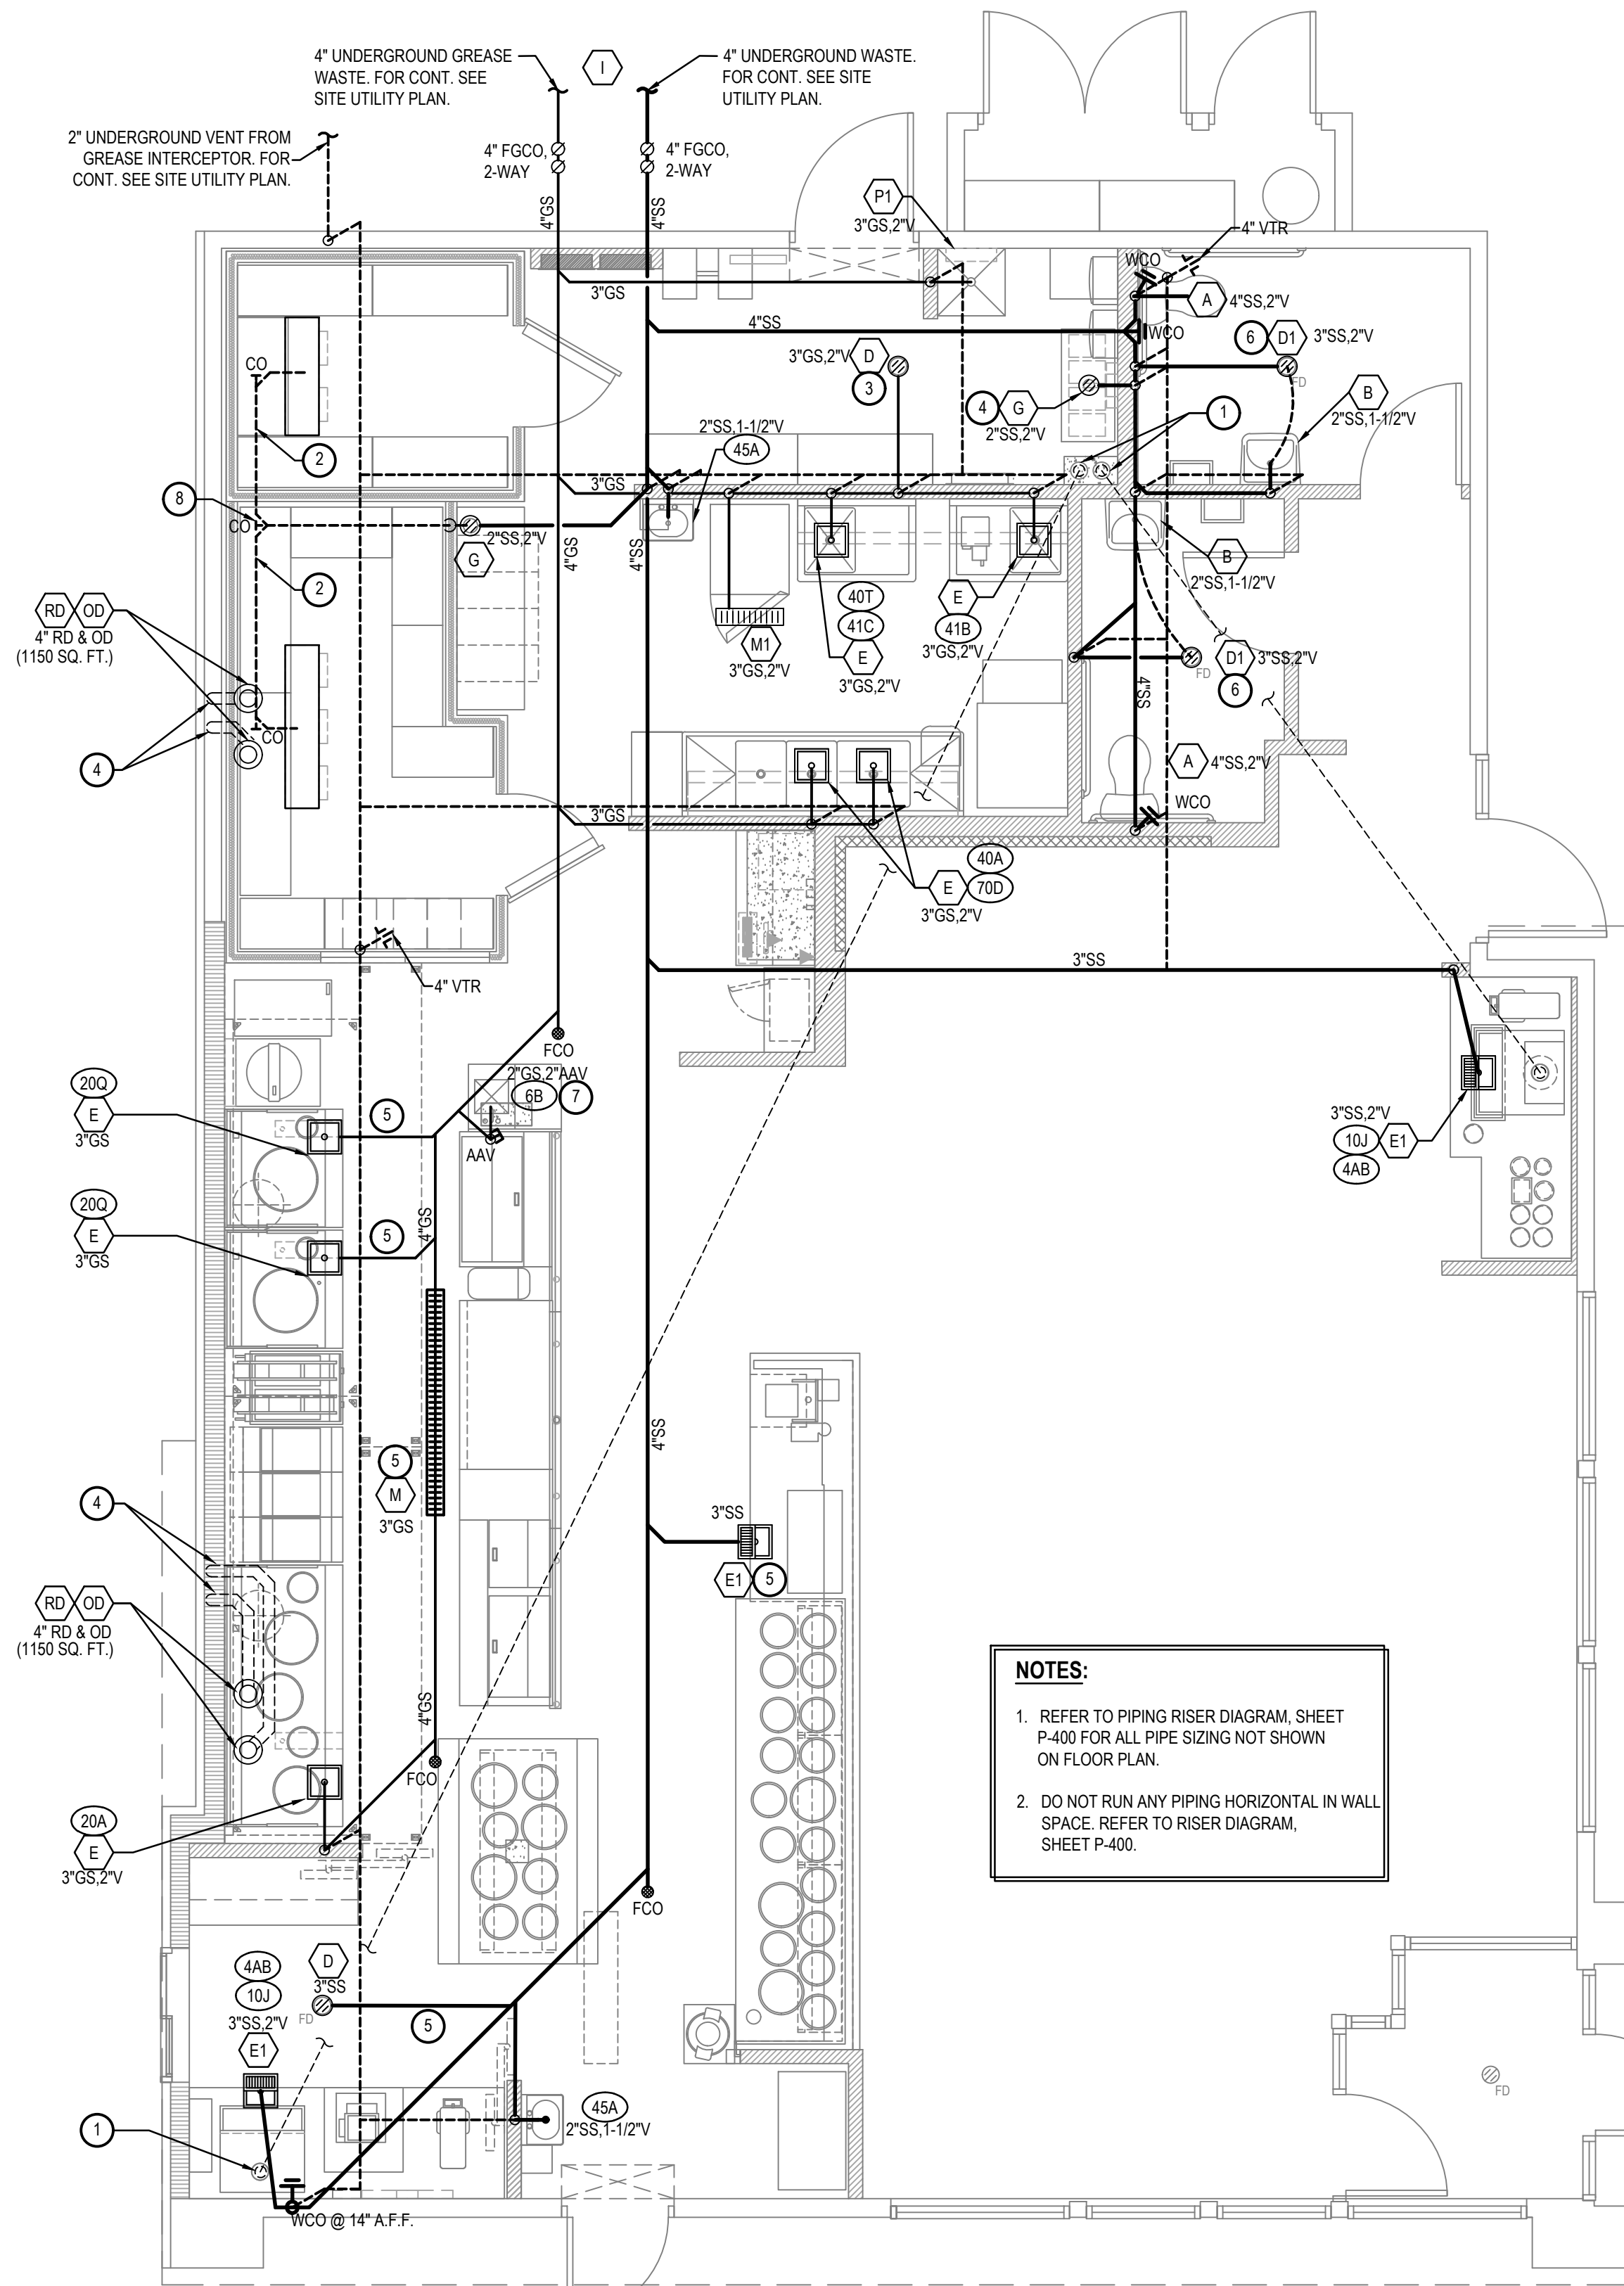 4" UNDERGROUND GREASE
WASTE. FOR CONT. SEE
SITE UTILITY PLAN.
I
4" UNDERGROUND WASTE.
FOR CONT. SEE SITE
UTILITY PLAN.
2" UNDERGROUND VENT FROM
GREASE INTERCEPTOR. FOR
CONT. SEE SITE UTILITY PLAN.
4" FGCO,
2-WAY
4" FGCO,
2-WAY
4"GS
4"SS
P1
3"GS,2"V
4" VTR
WCO
A
4"SS,2"V
3"GS
4"SS
WCO
6
D1
3"SS,2"V
FD
3"GS,2"V
D
3
CO
4
G
2"SS,2"V
1
B
2"SS,1-1/2"V
2"SS,1-1/2"V
45A
2
3"GS
8
CO
2"SS,2"V
G
4"GS
4"SS
2
B
2"SS,1-1/2"V
RD
OD
4" RD & OD
(1150 SQ. FT.)
40T
41C
E
3"GS,2"V
E
41B
3"GS,2"V
M1
3"GS,2"V
D1
3"SS,2"V
FD
6
4"SS
CO
4
A
4"SS,2"V
WCO
3"GS
40A
E
70D
3"GS,2"V
4" VTR
3"SS
FCO
2"GS,2"AAV
6B
7
AAV
20Q
E
3"GS
5
3"SS,2"V
10J
E1
4AB
20Q
E
3"GS
5
4"GS
5
M
3"GS
4"SS
3"SS
E1
5
4
RD
OD
4" RD & OD
(1150 SQ. FT.)
4"GS
FCO
20A
E
3"GS,2"V
NOTES:
1. REFER TO PIPING RISER DIAGRAM, SHEET
P-400 FOR ALL PIPE SIZING NOT SHOWN
ON FLOOR PLAN.
2. DO NOT RUN ANY PIPING HORIZONTAL IN WALL
SPACE. REFER TO RISER DIAGRAM,
SHEET P-400.
FCO
4AB
10J
3"SS,2"V
E1
D
3"SS
FD
5
FD
45A
2"SS,1-1/2"V
1
WCO @ 14" A.F.F.